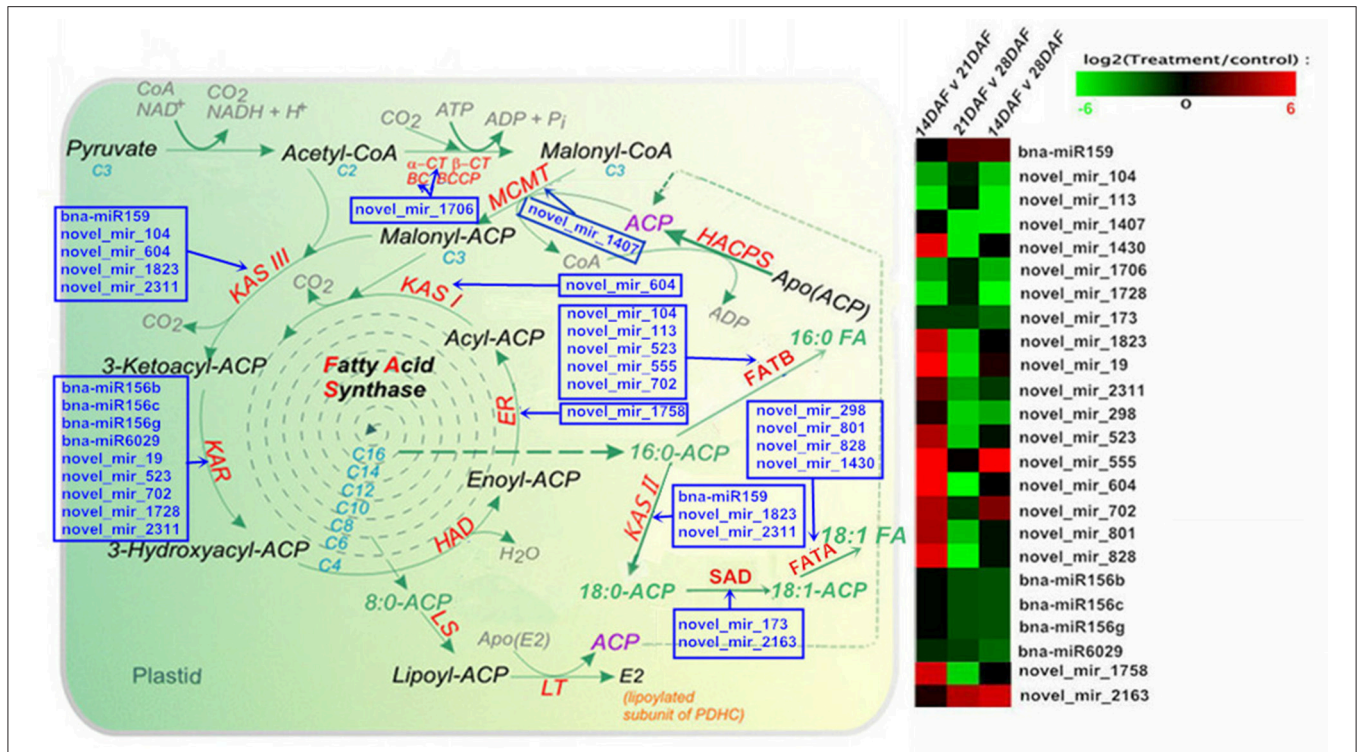 CoA
NAD+
CO2
NADH + H+
CO2
ATP
ADP + Pi
Pyruvate
C3
Acetyl-CoA
C2
α-CT β-CT
BC BCCP
Malonyl-CoA
C3
MCMT
novel_mir_1706
novel_mir_1407
ACP
HACPS
Malonyl-ACP
C3
CoA
Apo(ACP)
ADP
bna-miR159
novel_mir_104
novel_mir_604
novel_mir_1823
novel_mir_2311
KAS III
CO2
CO2
KAS I
novel_mir_604
3-Ketoacyl-ACP
Acyl-ACP
Fatty Acid
Synthase
novel_mir_104
novel_mir_113
novel_mir_523
novel_mir_555
novel_mir_702
FATB
16:0 FA
bna-miR156b
bna-miR156c
bna-miR156g
bna-miR6029
novel_mir_19
novel_mir_523
novel_mir_702
novel_mir_1728
novel_mir_2311
KAR
ER
novel_mir_1758
novel_mir_298
novel_mir_801
novel_mir_828
novel_mir_1430
C16
C14
C12
C10
C8
C6
C4
16:0-ACP
Enoyl-ACP
HAD
H2O
KAS II
bna-miR159
novel_mir_1823
novel_mir_2311
3-Hydroxyacyl-ACP
18:1 FA
FATA
18:0-ACP
SAD
18:1-ACP
8:0-ACP
LS
novel_mir_173
novel_mir_2163
Apo(E2)
ACP
Lipoyl-ACP
LT
E2
(lipoylated
subunit of PDHC)
Plastid
14DAF v 21DAF
21DAF v 28DAF
14DAF v 28DAF
log2(Treatment/control) :
-6
0
6
bna-miR159
novel_mir_104
novel_mir_113
novel_mir_1407
novel_mir_1430
novel_mir_1706
novel_mir_1728
novel_mir_173
novel_mir_1823
novel_mir_19
novel_mir_2311
novel_mir_298
novel_mir_523
novel_mir_555
novel_mir_604
novel_mir_702
novel_mir_801
novel_mir_828
bna-miR156b
bna-miR156c
bna-miR156g
bna-miR6029
novel_mir_1758
novel_mir_2163